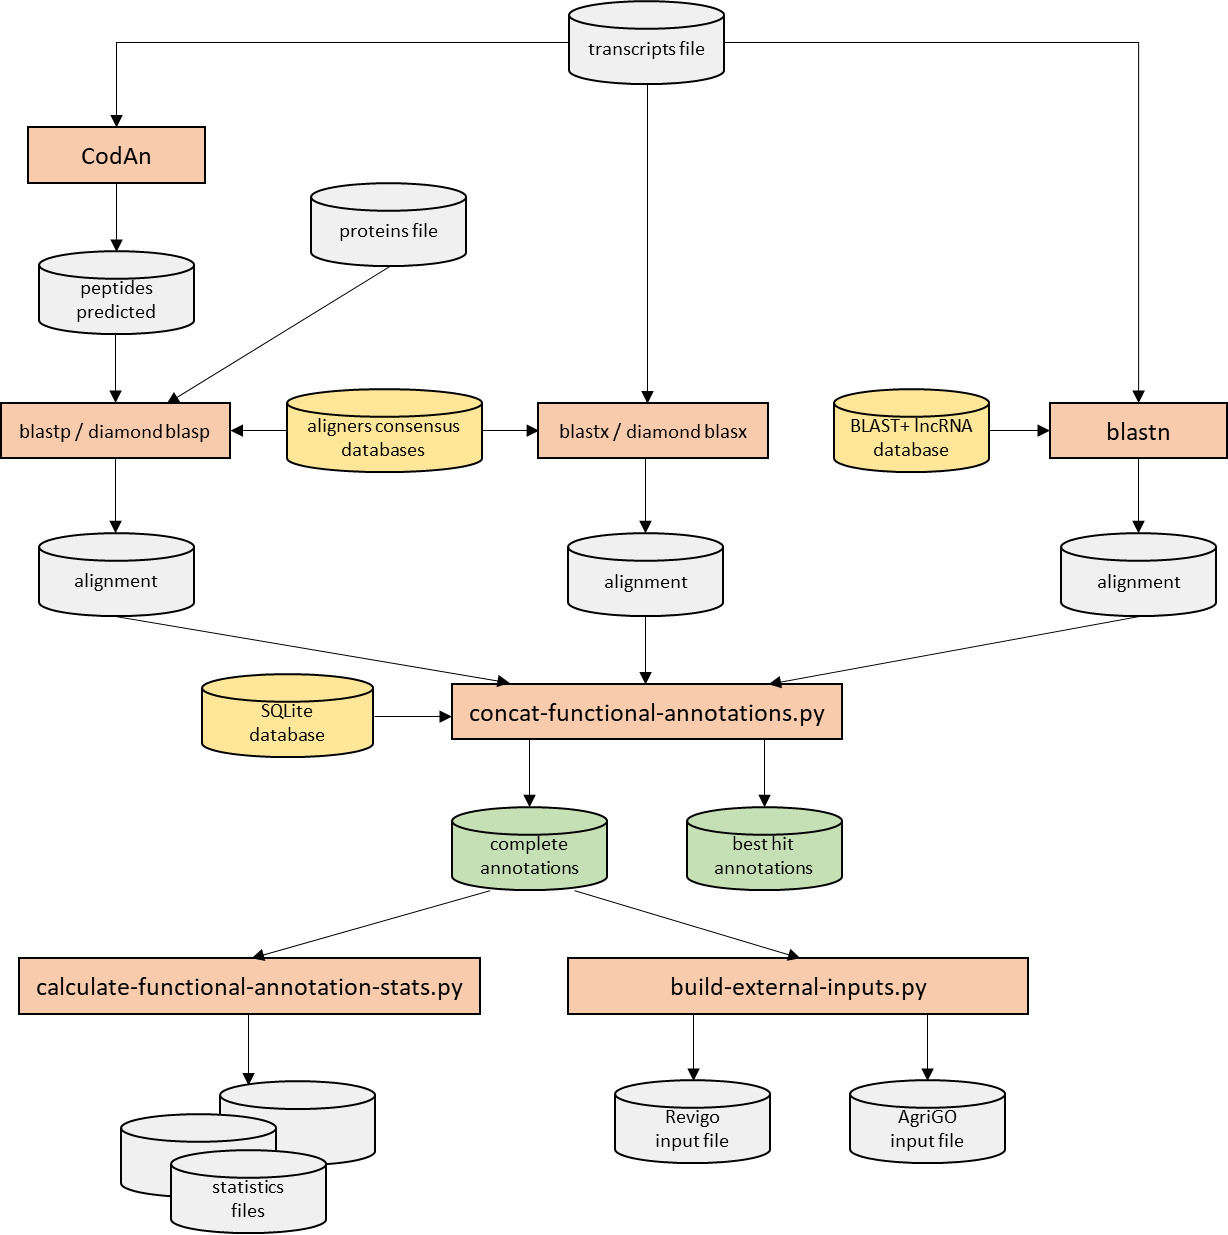 transcripts file
CodAn
proteins file
peptides
predicted
blastp / diamond blasp
aligners consensus
databases
blastx / diamond blasx
BLAST+ lncRNA
database
blastn
alignment
alignment
alignment
SQLite
database
concat-functional-annotations.py
complete
annotations
best hit
annotations
calculate-functional-annotation-stats.py
build-external-inputs.py
Revigo
input file
AgriGO
input file
statistics
files